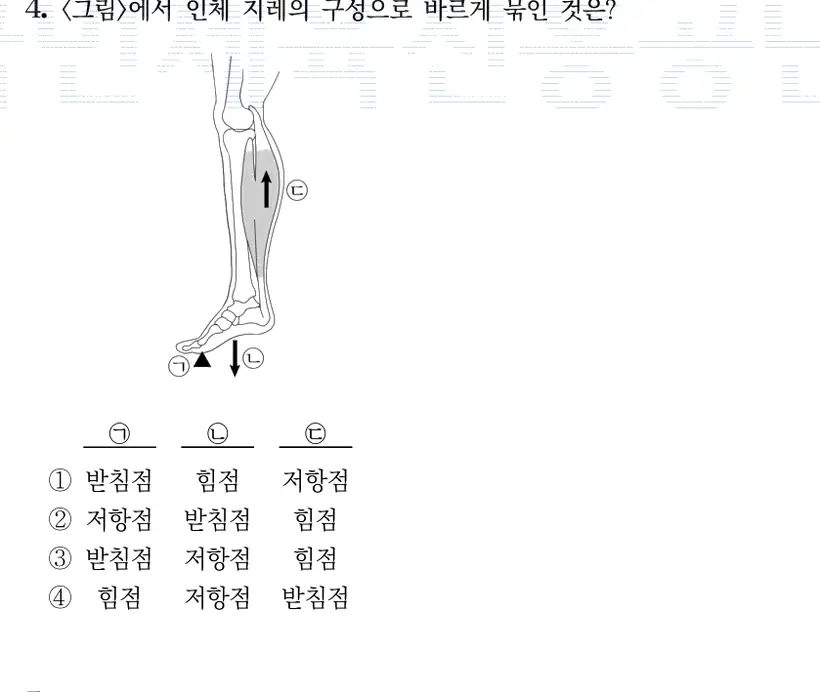 4. 〈그림〉에서 인체 지레의 구성으로 바르게 묶인 것은?
㉢
㉠ ㉡
㉠ ㉡ ㉢
① 받침점 힘점 저항점
② 저항점 받침점 힘점
③ 받침점 저항점 힘점
④ 힘점 저항점 받침점